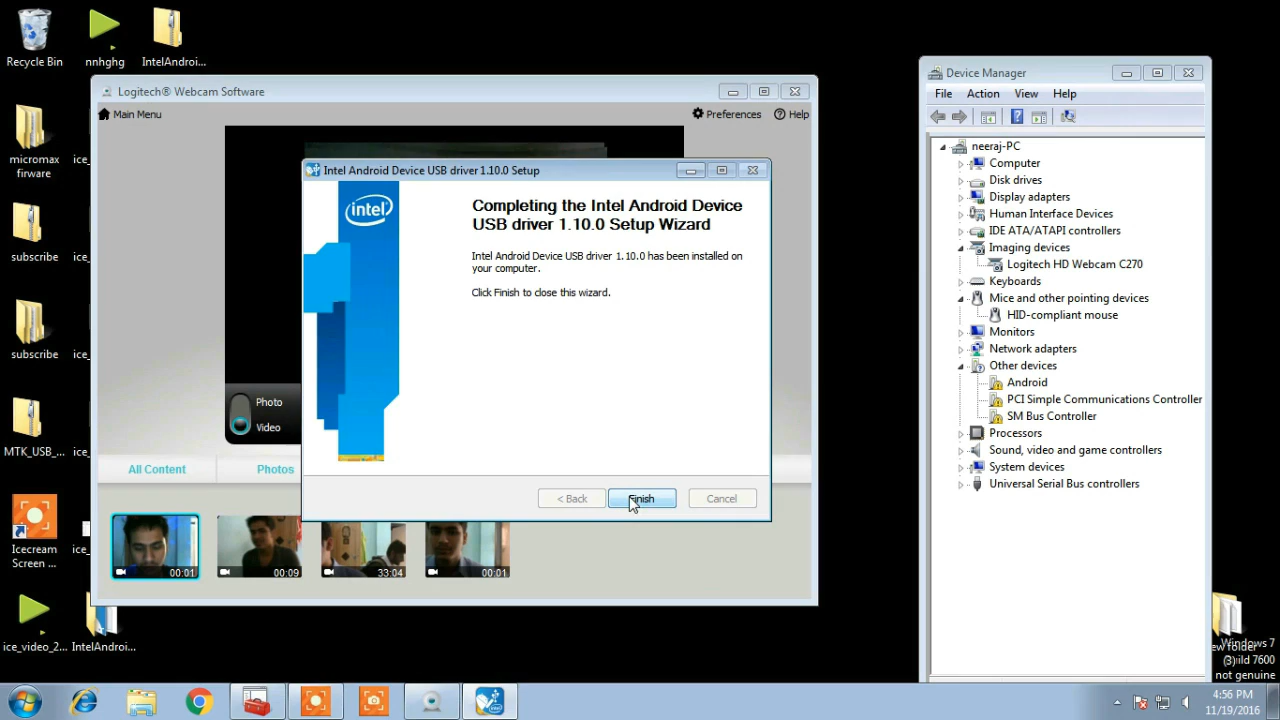 Recycle Bin
nnhghg
IntelAndroi...
micromax
firware
subscribe
subscribe
MTK_USB_...
Icecream
Screen ...
ice_video_2...
IntelAndroi...
ice_
ice_
ice_
ice_
ice_
Logitech® Webcam Software
Main Menu
Preferences
Help
Photo
Video
All Content
Photos
00:01
00:09
33:04
00:01
Intel Android Device USB driver 1.10.0 Setup
intel
Completing the Intel Android Device
USB driver 1.10.0 Setup Wizard
Intel Android Device USB driver 1.10.0 has been installed on
your computer.
Click Finish to close this wizard.
< Back
Finish
Cancel
Device Manager
File Action View Help
neeraj-PC
Computer
Disk drives
Display adapters
Human Interface Devices
IDE ATA/ATAPI controllers
Imaging devices
Logitech HD Webcam C270
Keyboards
Mice and other pointing devices
HID-compliant mouse
Monitors
Network adapters
Other devices
Android
PCI Simple Communications Controller
SM Bus Controller
Processors
Sound, video and game controllers
System devices
Universal Serial Bus controllers
Windows 7
(3)
not genuine
4:56 PM
11/19/2016